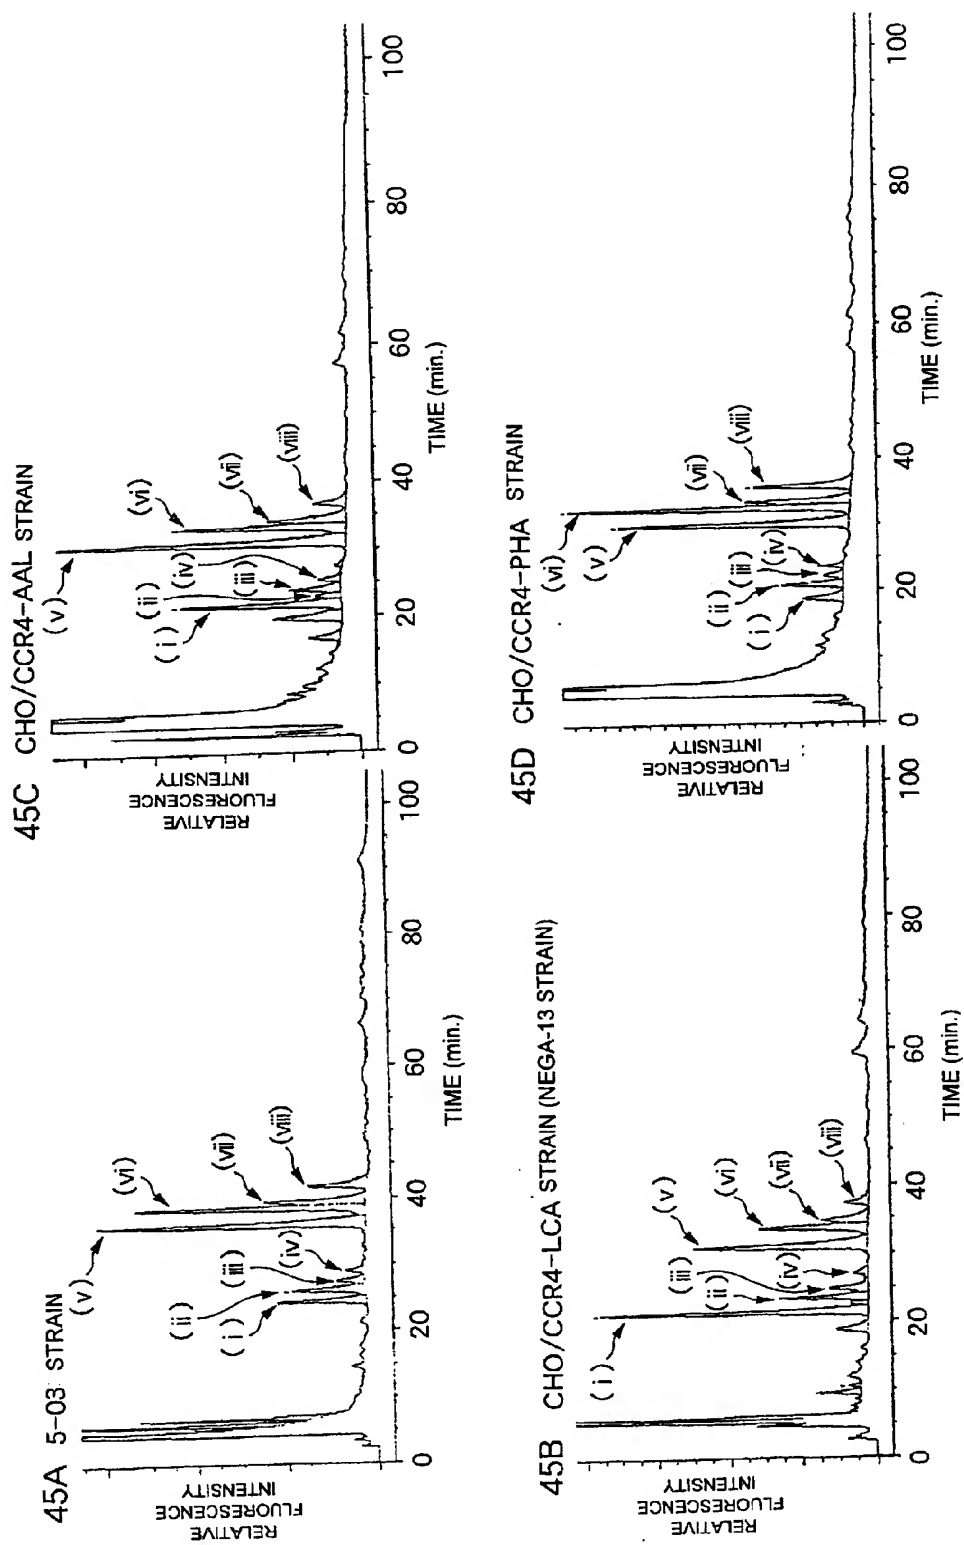 45A 5-03 STRAIN
RELATIVE
FLUORESCENCE
INTENSITY
(i)
(ii)
(iii)
(iv)
(v)
(vi)
(vii)
(viii)
0 20 40 60 80 100
TIME (min.)
45B CHO/CCR4-LCA STRAIN (NEGA-13 STRAIN)
RELATIVE
FLUORESCENCE
INTENSITY
(i)
(ii)
(iii)
(iv)
(v)
(vi)
(vii)
(viii)
0 20 40 60 80 100
TIME (min.)
45C CHO/CCR4-AAL STRAIN
RELATIVE
FLUORESCENCE
INTENSITY
(i)
(ii)
(iii)
(iv)
(v)
(vi)
(vii)
(viii)
0 20 40 60 80 100
TIME (min.)
45D CHO/CCR4-PHA STRAIN
RELATIVE
FLUORESCENCE
INTENSITY
(i)
(ii)
(iii)
(iv)
(v)
(vi)
(vii)
(viii)
0 20 40 60 80 100
TIME (min.)